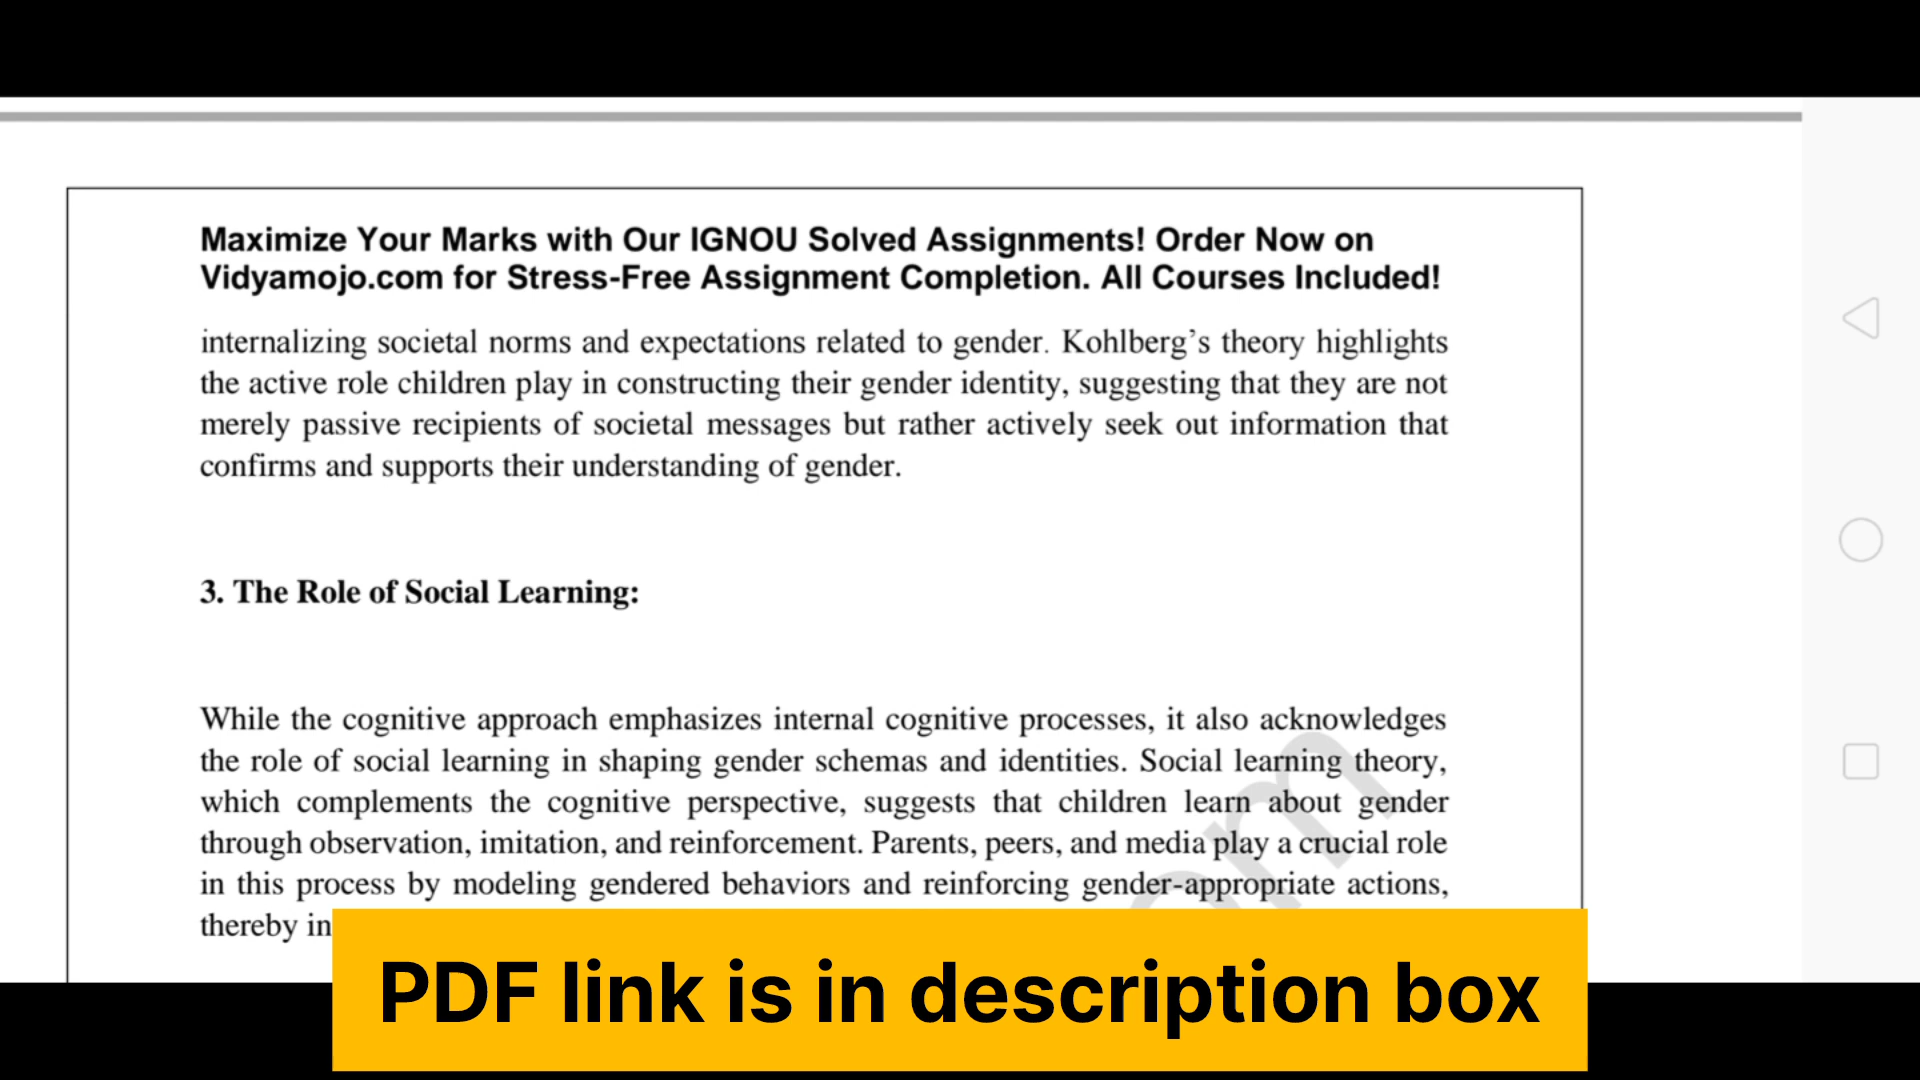 Maximize Your Marks with Our IGNOU Solved Assignments! Order Now on
Vidyamojo.com for Stress-Free Assignment Completion. All Courses Included!
internalizing societal norms and expectations related to gender. Kohlberg’s theory highlights
the active role children play in constructing their gender identity, suggesting that they are not
merely passive recipients of societal messages but rather actively seek out information that
confirms and supports their understanding of gender.
3. The Role of Social Learning:
While the cognitive approach emphasizes internal cognitive processes, it also acknowledges
the role of social learning in shaping gender schemas and identities. Social learning theory,
which complements the cognitive perspective, suggests that children learn about gender
through observation, imitation, and reinforcement. Parents, peers, and media play a crucial role
in this process by modeling gendered behaviors and reinforcing gender-appropriate actions,
thereby in
PDF link is in description box